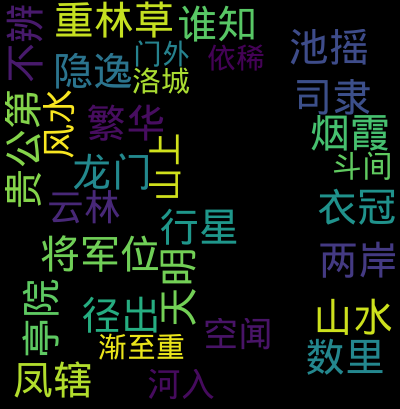 不辨
重林草
谁知
门外
依稀
池摇
隐逸
洛城
司隶
贵公第
风水
繁华
烟霞
斗间
龙门
山上
云林
衣冠
行星
将军位
天明
两岸
亭院
径出
空闻
山水
渐至重
数里
凤辖
河入